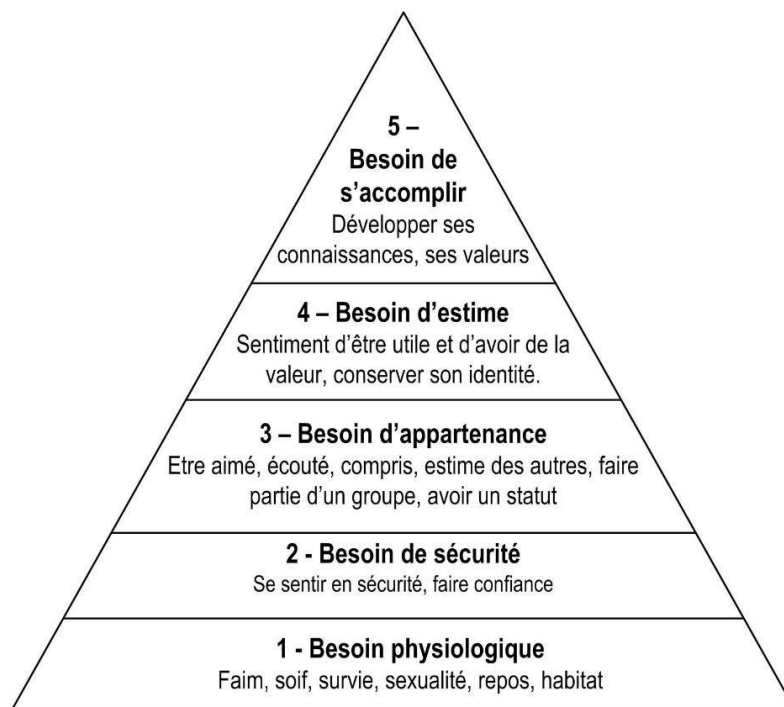 5 –
Besoin de
s’accomplir
Développer ses
connaissances, ses valeurs
4 – Besoin d’estime
Sentiment d’être utile et d’avoir de la
valeur, conserver son identité.
3 – Besoin d’appartenance
Etre aimé, écouté, compris, estime des autres, faire
partie d’un groupe, avoir un statut
2 - Besoin de sécurité
Se sentir en sécurité, faire confiance
1 - Besoin physiologique
Faim, soif, survie, sexualité, repos, habitat